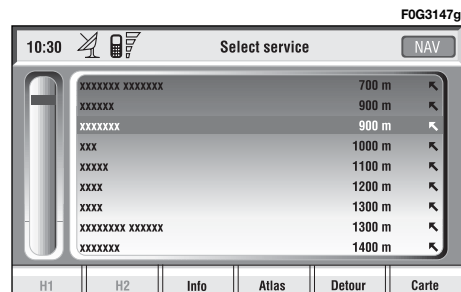 F0G3147g
10:30 Select service NAV
xxxxxxx xxxxxxx 700 m
xxxxxx 900 m
xxxxxxx 900 m
xxx 1000 m
xxxxx 1100 m
xxxx 1200 m
xxxx 1300 m
xxxxxxxx xxxxxx 1300 m
xxxxxxx 1400 m
H1 H2 Info Atlas Detour Carte